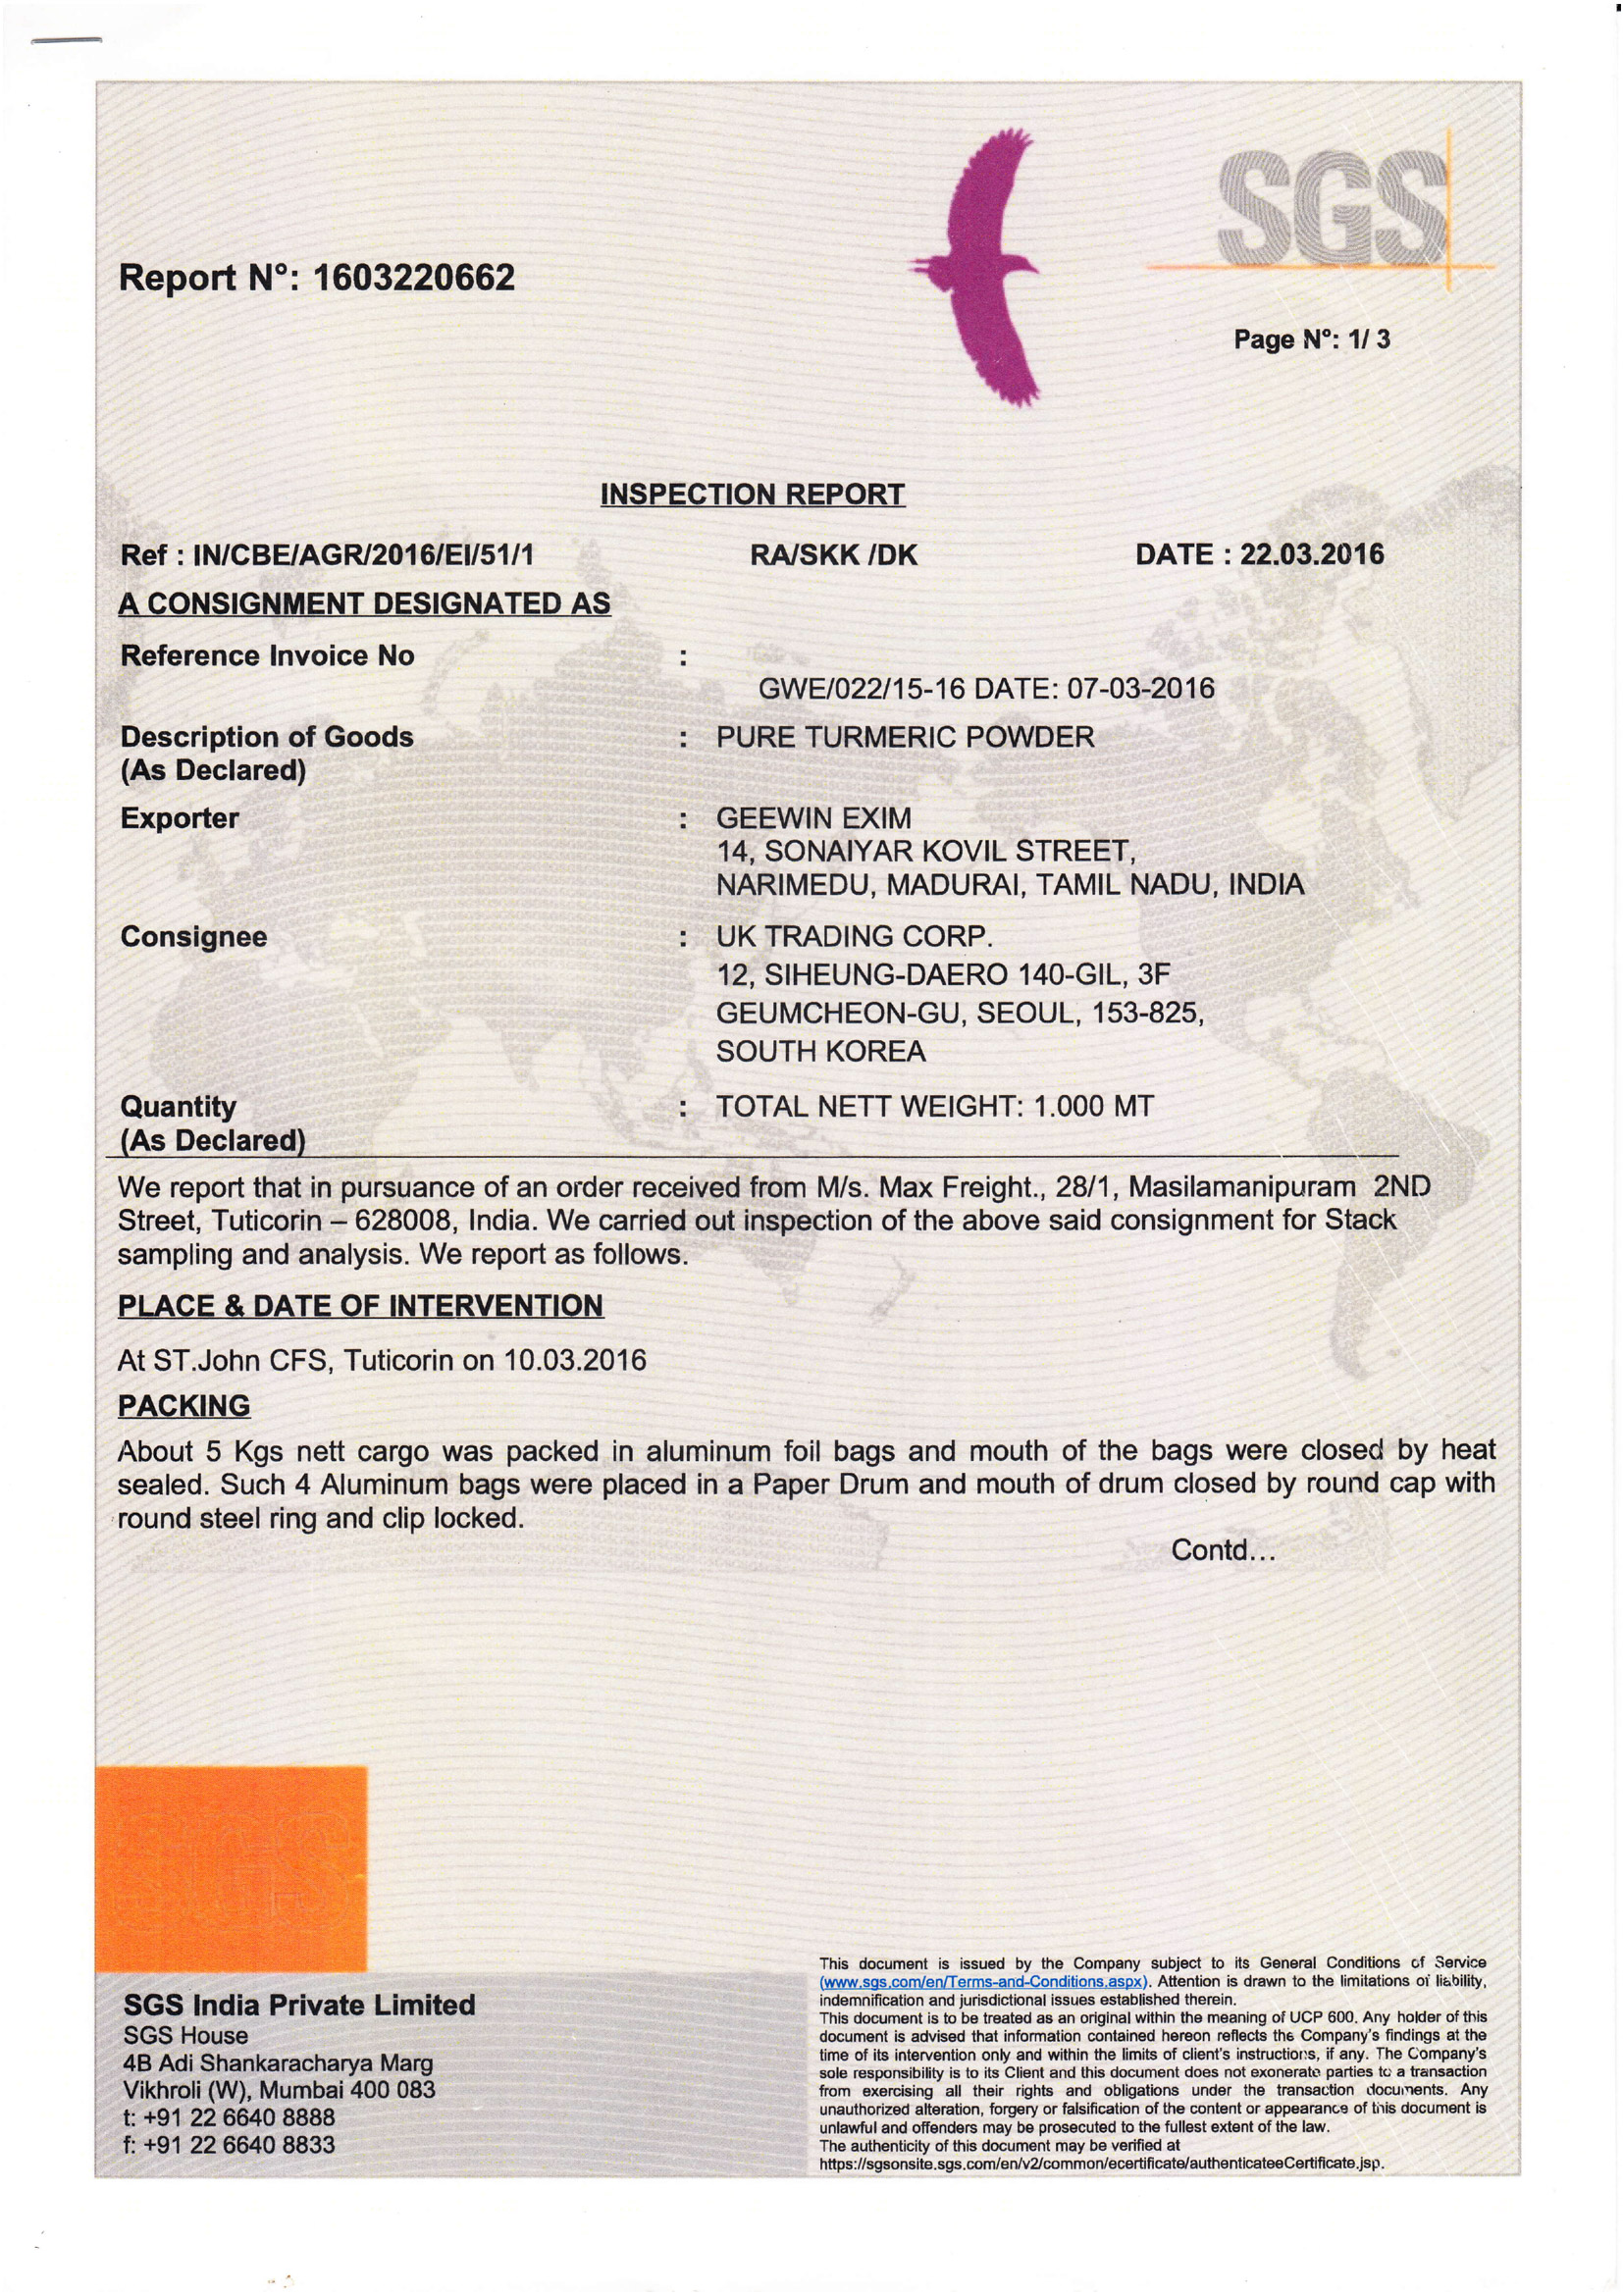 SGS
Report N°: 1603220662
Page N°: 1/ 3
INSPECTION REPORT
Ref : IN/CBE/AGR/2016/EI/51/1 RA/SKK /DK DATE : 22.03.2016
A CONSIGNMENT DESIGNATED AS
Reference Invoice No :
GWE/022/15-16 DATE: 07-03-2016
Description of Goods : PURE TURMERIC POWDER
(As Declared)
Exporter : GEEWIN EXIM
14, SONAIYAR KOVIL STREET,
NARIMEDU, MADURAI, TAMIL NADU, INDIA
Consignee : UK TRADING CORP.
12, SIHEUNG-DAERO 140-GIL, 3F
GEUMCHEON-GU, SEOUL, 153-825,
SOUTH KOREA
Quantity : TOTAL NETT WEIGHT: 1.000 MT
(As Declared)
We report that in pursuance of an order received from M/s. Max Freight., 28/1, Masilamanipuram 2ND
Street, Tuticorin – 628008, India. We carried out inspection of the above said consignment for Stack
sampling and analysis. We report as follows.
PLACE & DATE OF INTERVENTION
At ST.John CFS, Tuticorin on 10.03.2016
PACKING
About 5 Kgs nett cargo was packed in aluminum foil bags and mouth of the bags were closed by heat
sealed. Such 4 Aluminum bags were placed in a Paper Drum and mouth of drum closed by round cap with
round steel ring and clip locked.
Contd...
SGS
SGS India Private Limited
SGS House
4B Adi Shankaracharya Marg
Vikhroli (W), Mumbai 400 083
t: +91 22 6640 8888
f: +91 22 6640 8833
This document is issued by the Company subject to its General Conditions of Service
(www.sgs.com/en/Terms-and-Conditions.aspx). Attention is drawn to the limitations of liability,
indemnification and jurisdictional issues established therein.
This document is to be treated as an original within the meaning of UCP 600. Any holder of this
document is advised that information contained hereon reflects the Company's findings at the
time of its intervention only and within the limits of client's instructions, if any. The Company's
sole responsibility is to its Client and this document does not exonerate parties to a transaction
from exercising all their rights and obligations under the transaction documents. Any
unauthorized alteration, forgery or falsification of the content or appearance of this document is
unlawful and offenders may be prosecuted to the fullest extent of the law.
The authenticity of this document may be verified at
https://sgsonsite.sgs.com/en/v2/common/ecertificate/authenticateeCertificate.jsp.